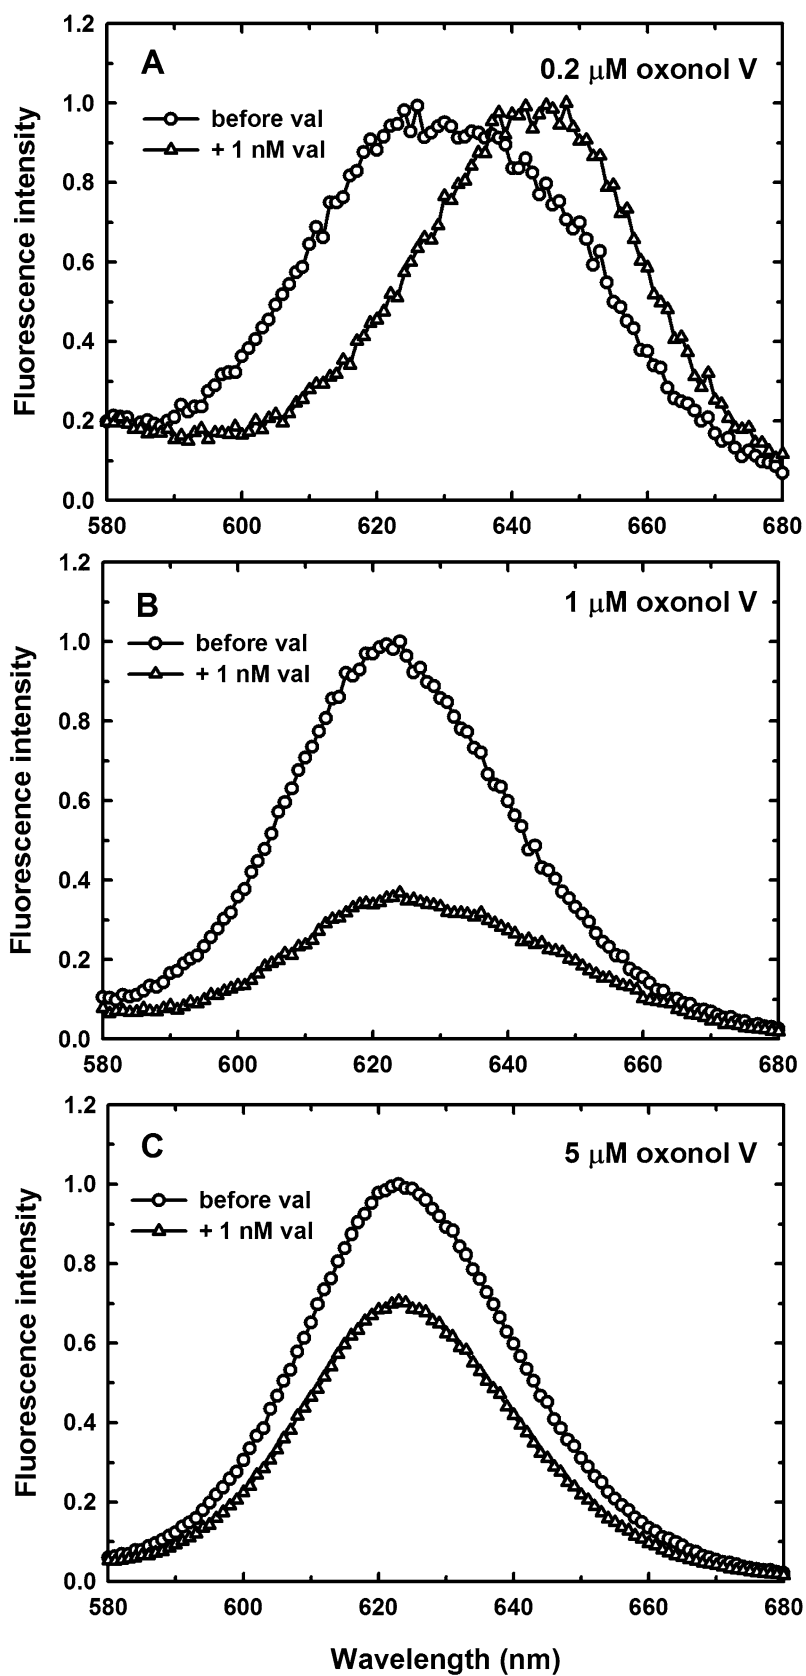 A
0.2 μM oxonol V
before val
+ 1 nM val
Fluorescence intensity
1.2
1.0
0.8
0.6
0.4
0.2
0.0
580 600 620 640 660 680
B
1 μM oxonol V
before val
+ 1 nM val
Fluorescence intensity
1.2
1.0
0.8
0.6
0.4
0.2
0.0
580 600 620 640 660 680
C
5 μM oxonol V
before val
+ 1 nM val
Fluorescence intensity
1.2
1.0
0.8
0.6
0.4
0.2
0.0
580 600 620 640 660 680
Wavelength (nm)